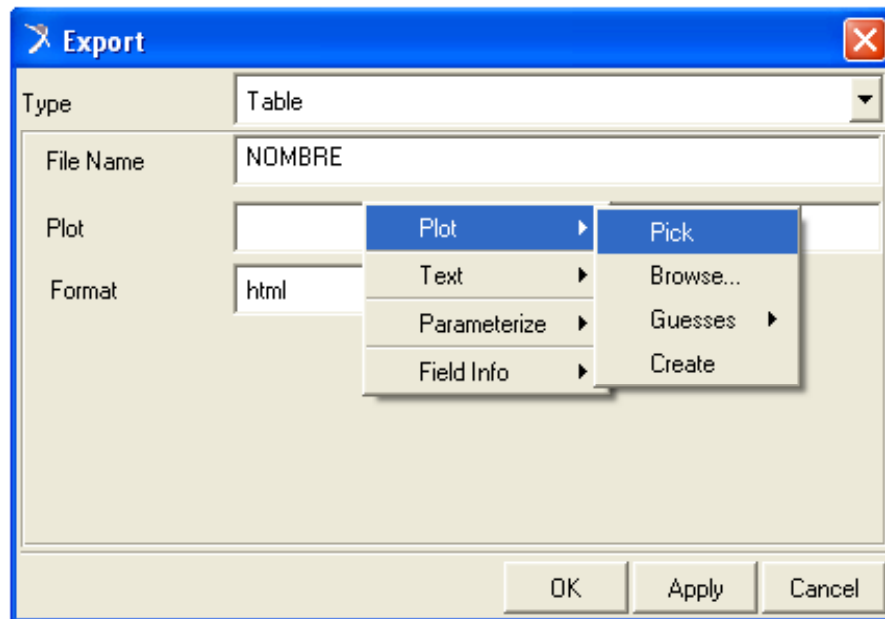 Export
Type Table
File Name NOMBRE
Plot Plot Pick
Text Browse...
Format html Parameterize Guesses
Field Info Create
OK Apply Cancel